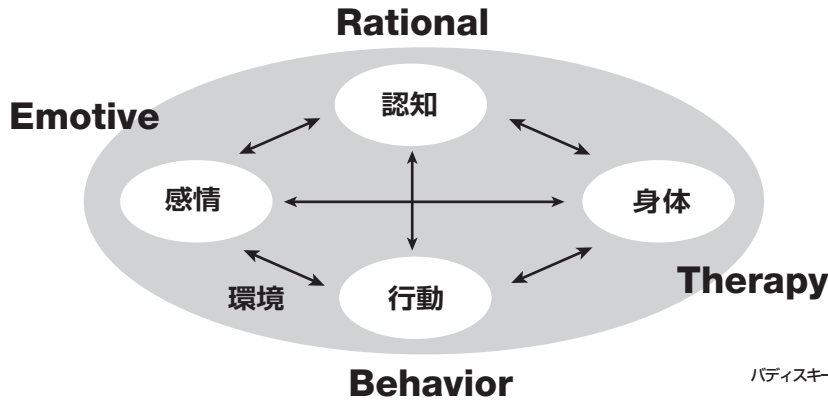 Rational
認知
Emotive
感情
身体
環境
行動
Therapy
Behavior
バディスキー